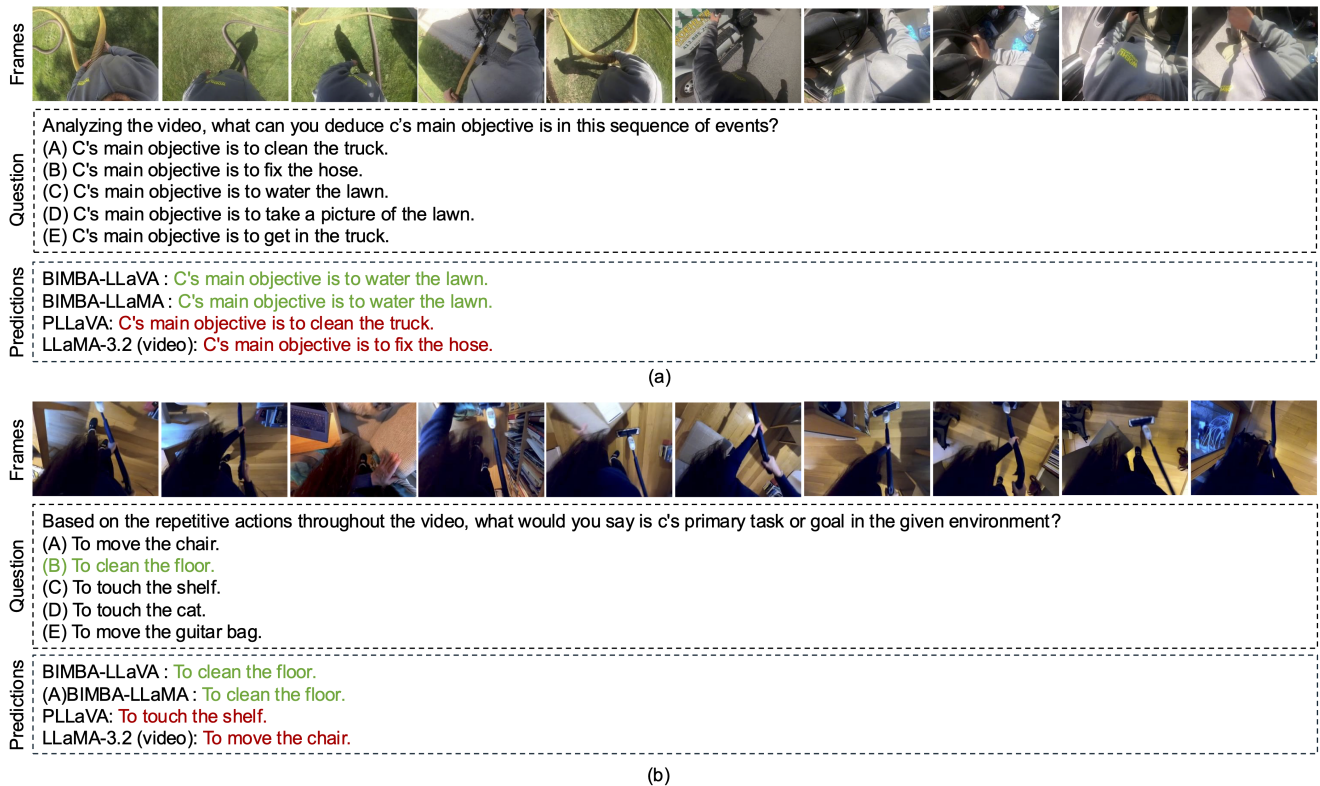 Frames
Question
Analyzing the video, what can you deduce c's main objective is in this sequence of events?
(A) C's main objective is to clean the truck.
(B) C's main objective is to fix the hose.
(C) C's main objective is to water the lawn.
(D) C's main objective is to take a picture of the lawn.
(E) C's main objective is to get in the truck.
Predictions
BIMBA-LLaVA : C's main objective is to water the lawn.
BIMBA-LLaMA : C's main objective is to water the lawn.
PLLaVA: C's main objective is to clean the truck.
LLaMA-3.2 (video): C's main objective is to fix the hose.
(a)
Frames
Question
Based on the repetitive actions throughout the video, what would you say is c's primary task or goal in the given environment?
(A) To move the chair.
(B) To clean the floor.
(C) To touch the shelf.
(D) To touch the cat.
(E) To move the guitar bag.
Predictions
BIMBA-LLaVA : To clean the floor.
(A)BIMBA-LLaMA : To clean the floor.
PLLaVA: To touch the shelf.
LLaMA-3.2 (video): To move the chair.
(b)